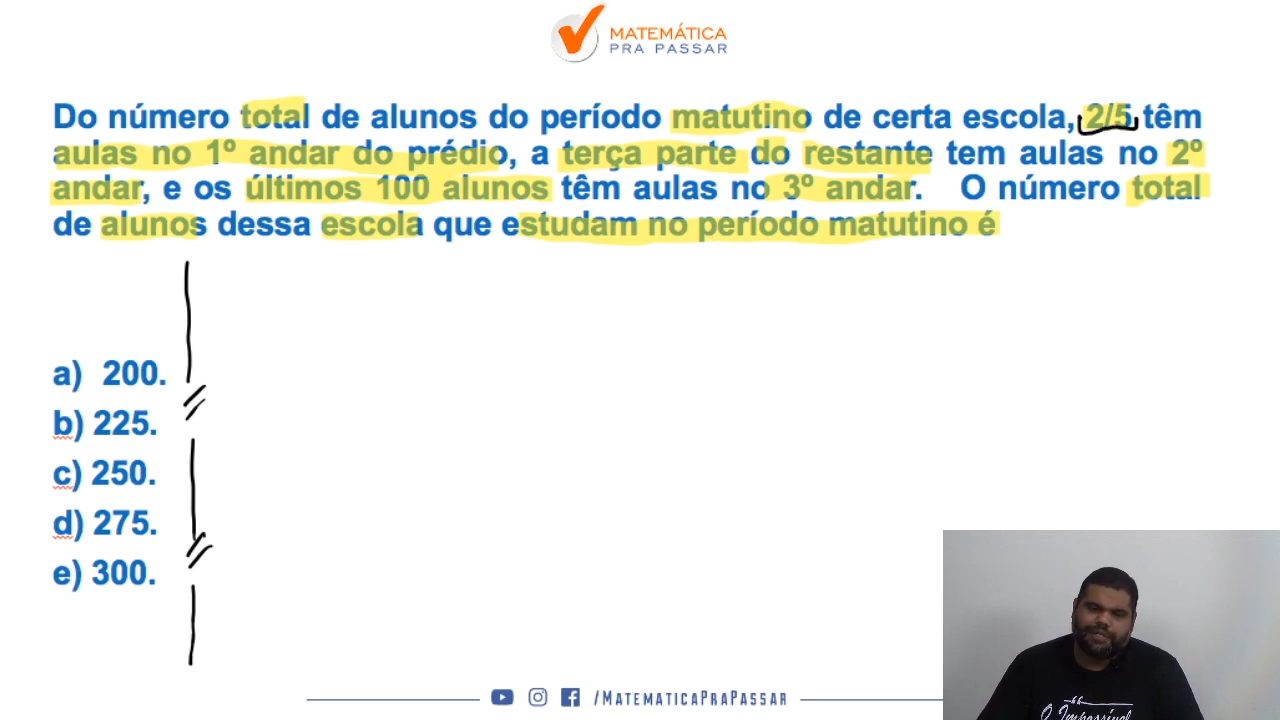 MATEMÁTICA
PRA PASSAR
Do número total de alunos do período matutino de certa escola, 2/5 têm
aulas no 1º andar do prédio, a terça parte do restante tem aulas no 2º
andar, e os últimos 100 alunos têm aulas no 3º andar. O número total
de alunos dessa escola que estudam no período matutino é
a) 200.
b) 225.
c) 250.
d) 275.
e) 300.
/MATEMATICAPRAPASSAR
O Impossível